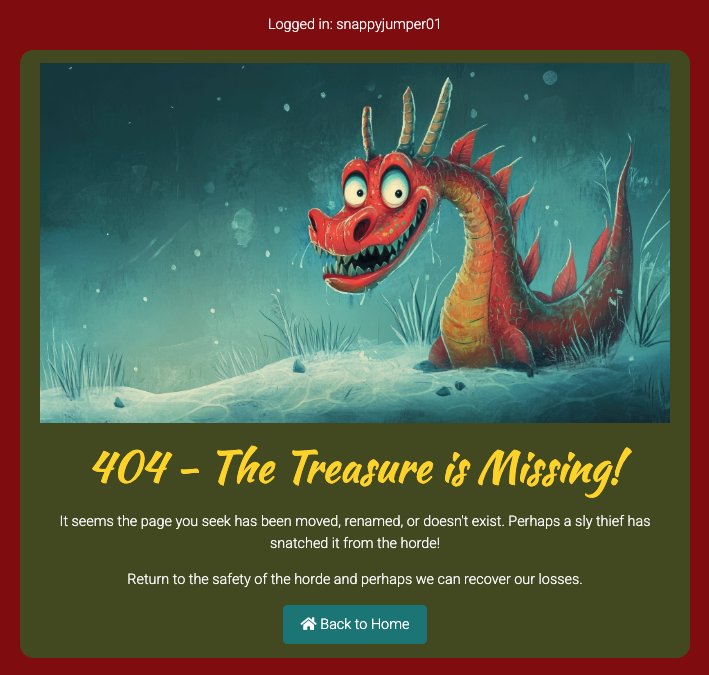 Logged in: snappyjumper01
404 – The Treasure is Missing!
It seems the page you seek has been moved, renamed, or doesn't exist. Perhaps a sly thief has
snatched it from the horde!
Return to the safety of the horde and perhaps we can recover our losses.
Back to Home